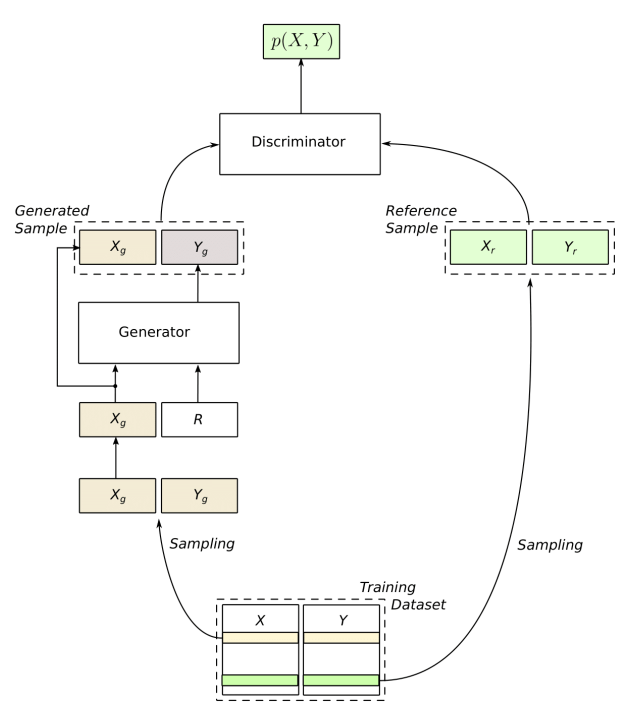 p(X, Y)
Discriminator
Generated
Sample
Reference
Sample
X_g Y_g
X_r Y_r
Generator
X_g R
X_g Y_g
Sampling
Sampling
Training
Dataset
X Y